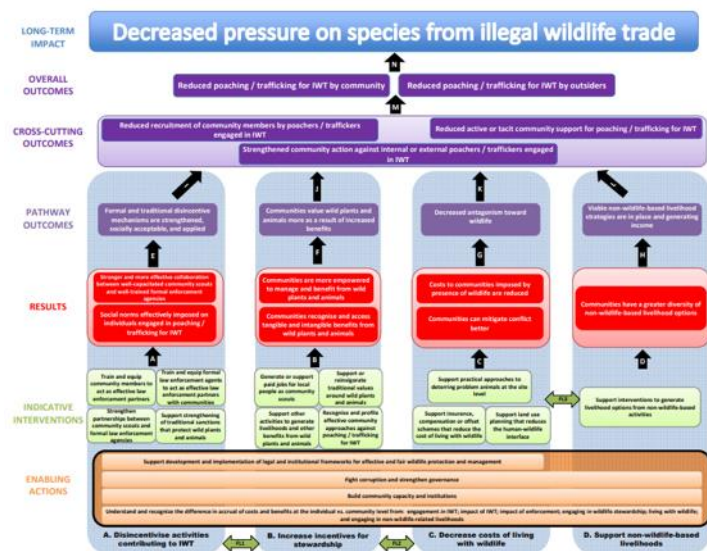 LONG-TERM
IMPACT
Decreased pressure on species from illegal wildlife trade
N
OVERALL
OUTCOMES
Reduced poaching / trafficking for IWT by community
Reduced poaching / trafficking for IWT by outsiders
M
CROSS-CUTTING
OUTCOMES
Reduced recruitment of community members by poachers / traffickers
engaged in IWT
Reduced active or tacit community support for poaching / trafficking for IWT
Strengthened community action against internal or external poachers / traffickers engaged
in IWT
I
J
K
L
PATHWAY
OUTCOMES
Formal and traditional disincentive
mechanisms are strengthened,
socially acceptable, and applied
Communities value wild plants and
animals more as a result of increased
benefits
Decreased antagonism toward
wildlife
Viable non-wildlife-based livelihood
strategies are in place and generating
income
E
F
G
H
RESULTS
Stronger and more effective collaboration
between well-capacitated community scouts
and well-trained formal enforcement
agencies
Social norms effectively imposed on
individuals engaged in poaching /
trafficking for IWT
Communities are more empowered
to manage and benefit from wild
plants and animals
Communities recognise and access
tangible and intangible benefits from
wild plants and animals
Costs to communities imposed by
presence of wildlife are reduced
Communities can mitigate conflict
better
Communities have a greater diversity of
non-wildlife-based livelihood options
A
B
C
D
INDICATIVE
INTERVENTIONS
Train and equip
community members to
act as effective law
enforcement partners
Train and equip formal
law enforcement agents to
act as effective law
enforcement partners
with communities
Strengthen
partnerships between
community scouts and
formal law enforcement
agencies
Support strengthening
of traditional sanctions
that protect wild plants
and animals
Generate or support
paid jobs for local
people as community
scouts
Support or
reinvigorate
traditional values
around wild plants
and animals
Support other
activities to generate
livelihoods and other
benefits from wild
plants and animals
Recognise and profile
effective community
approaches against
poaching / trafficking
for IWT
Support practical approaches to
deterring problem animals at the site
level
Support insurance,
compensation or offset
schemes that reduce the
cost of living with wildlife
Support land use
planning that reduces
the human-wildlife
interface
FL3
Support interventions to generate
livelihood options from non-wildlife-based
activities
ENABLING
ACTIONS
Support development and implementation of legal and institutional frameworks for effective and fair wildlife protection and management
Fight corruption and strengthen governance
Build community capacity and institutions
Understand and recognise the difference in accrual of costs and benefits at the individual vs. community level from engagement in IWT; impact of IWT; impact of enforcement; engaging in wildlife stewardship; living with wildlife;
and engaging in non-wildlife-related livelihoods
A. Disincentivise activities
contributing to IWT
FL1
B. Increase incentives for
stewardship
FL2
C. Decrease costs of living
with wildlife
D. Support non-wildlife-based
livelihoods